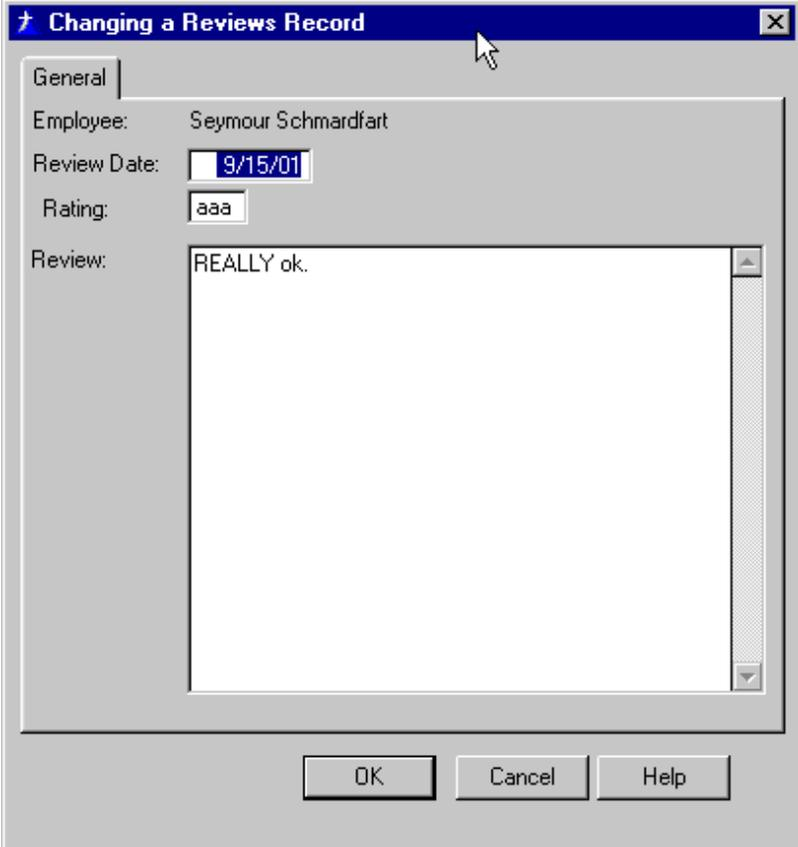 Changing a Reviews Record
General
Employee: Seymour Schmardfart
Review Date: 9/15/01
Rating: aaa
Review: REALLY ok.
OK Cancel Help